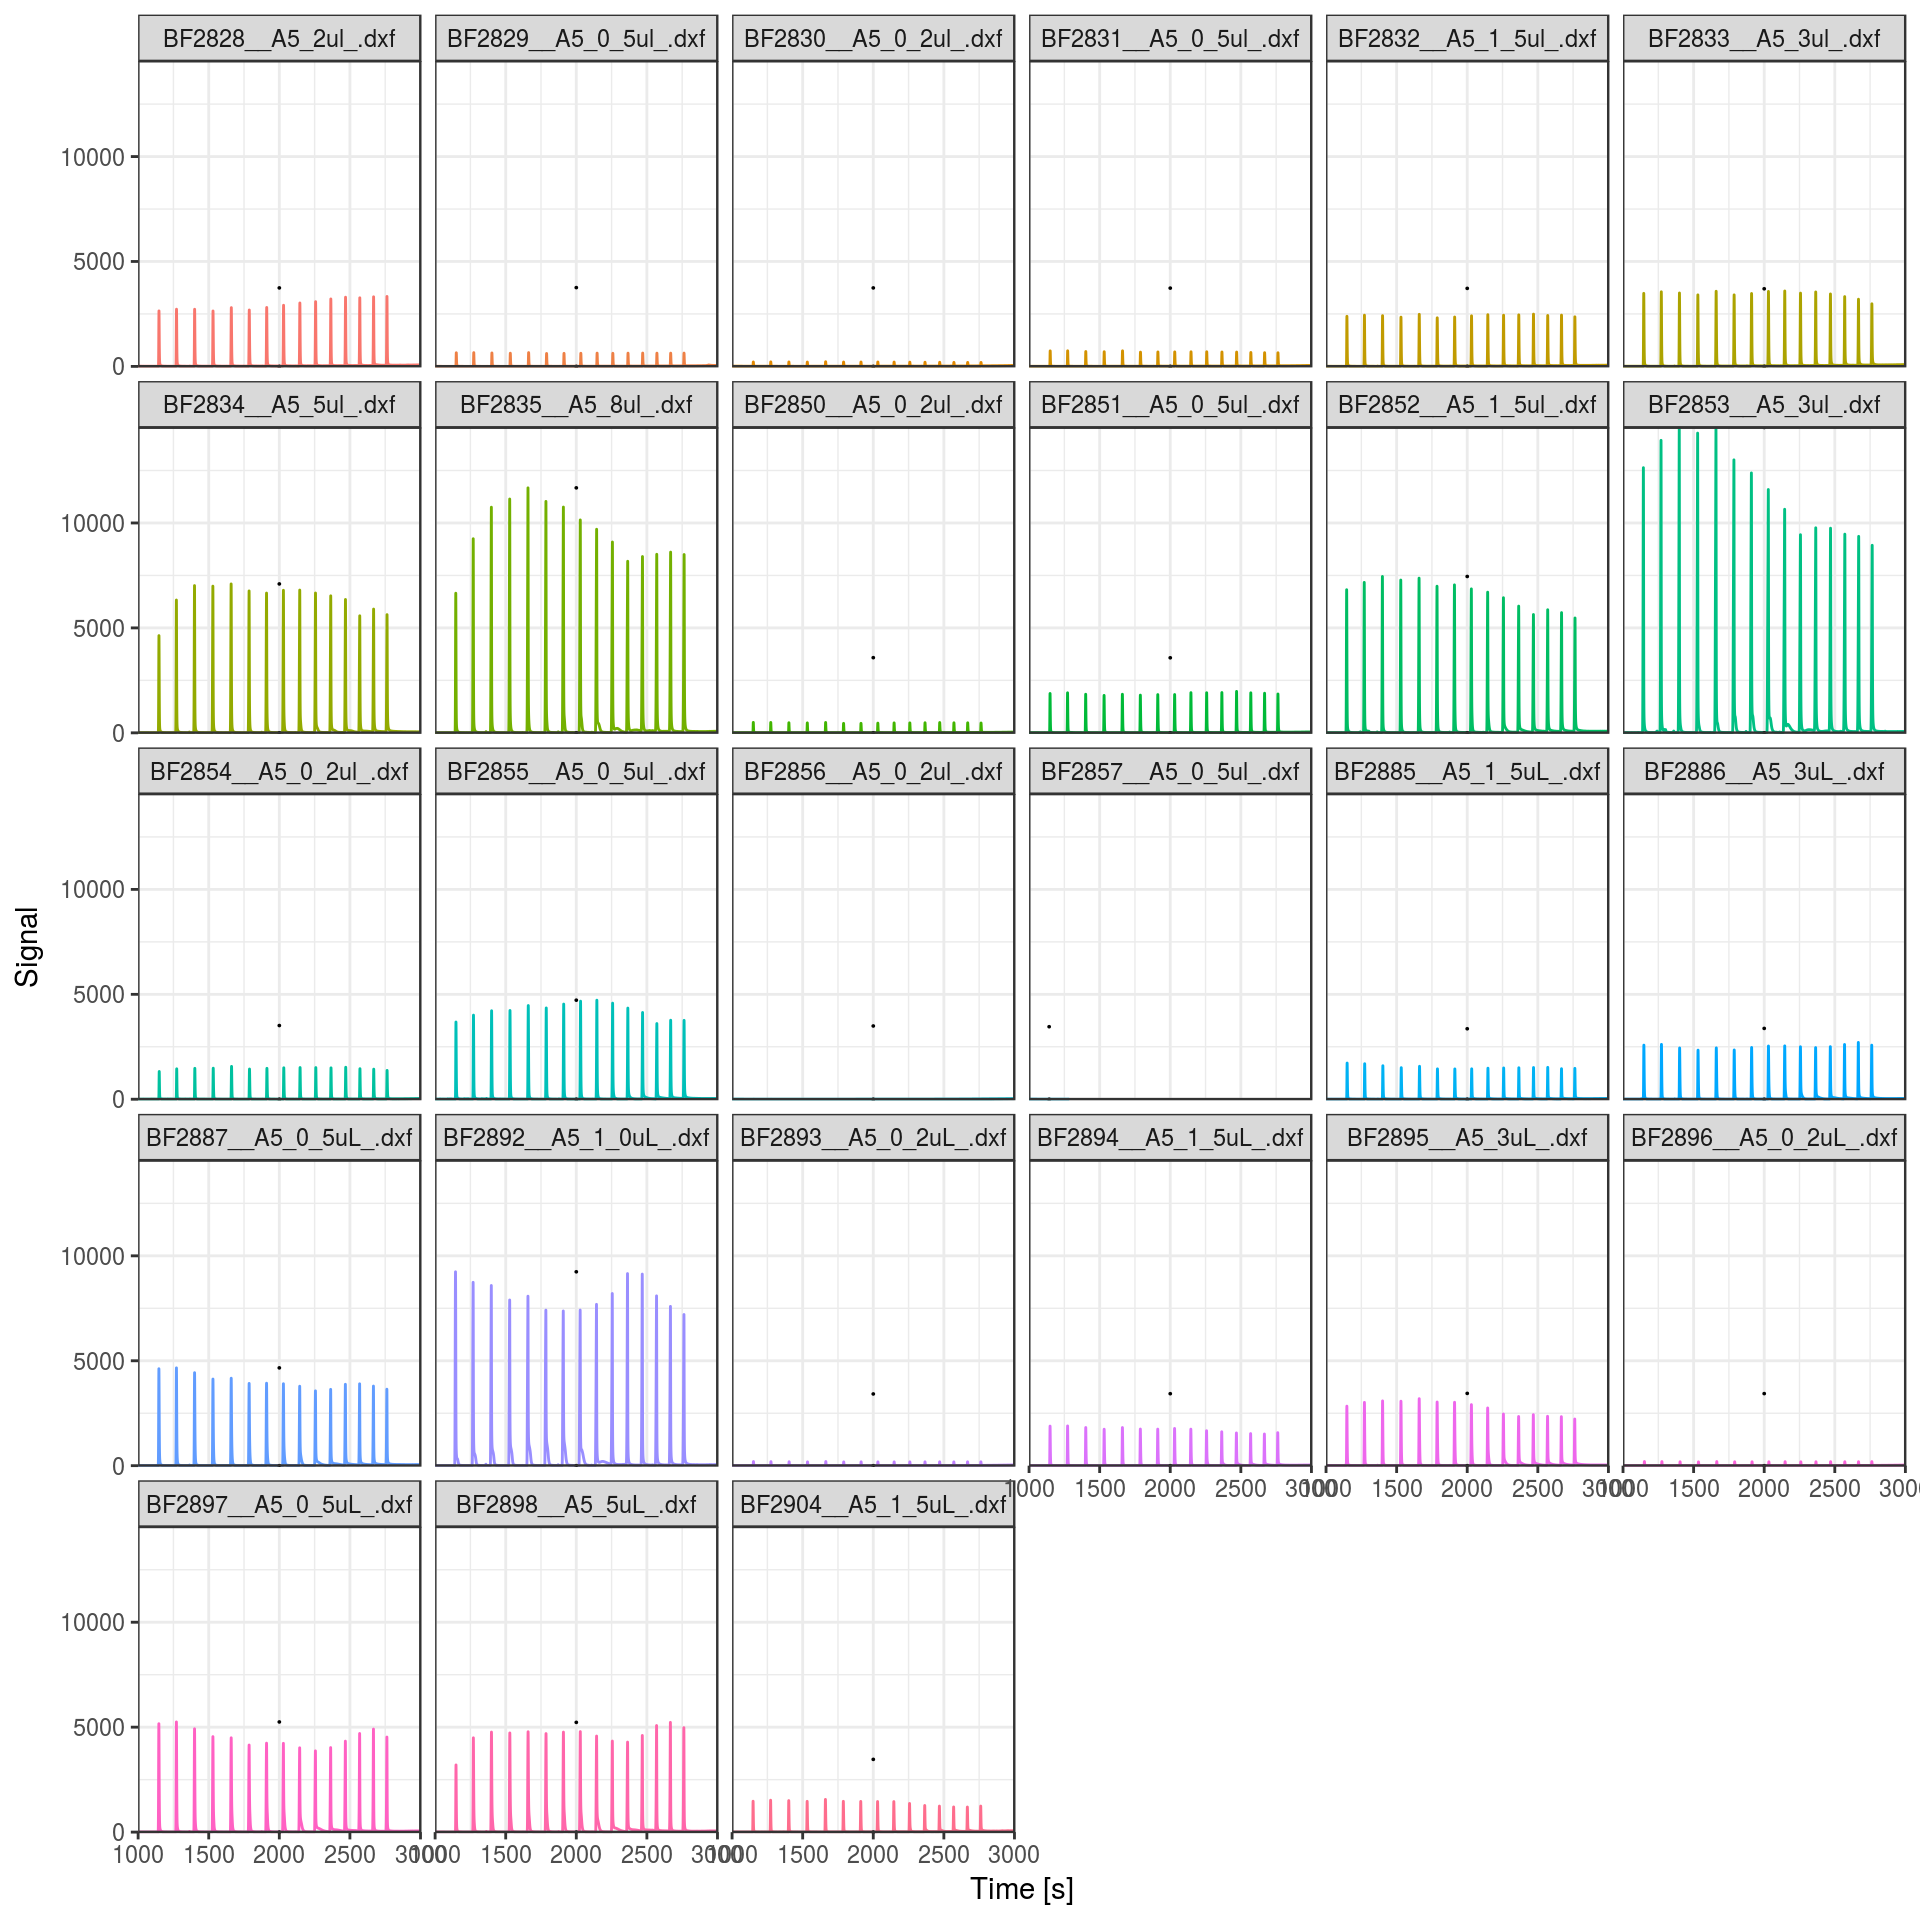 BF2828__A5_2ul_.dxf BF2829__A5_0_5ul_.dxf BF2830__A5_0_2ul_.dxf BF2831__A5_0_5ul_.dxf BF2832__A5_1_5ul_.dxf BF2833__A5_3ul_.dxf
10000
5000
0
BF2834__A5_5ul_.dxf BF2835__A5_8ul_.dxf BF2850__A5_0_2ul_.dxf BF2851__A5_0_5ul_.dxf BF2852__A5_1_5ul_.dxf BF2853__A5_3ul_.dxf
10000
5000
0
BF2854__A5_0_2ul_.dxf BF2855__A5_0_5ul_.dxf BF2856__A5_0_2ul_.dxf BF2857__A5_0_5ul_.dxf BF2885__A5_1_5uL_.dxf BF2886__A5_3uL_.dxf
10000
Signal
5000
0
BF2887__A5_0_5uL_.dxf BF2892__A5_1_0uL_.dxf BF2893__A5_0_2uL_.dxf BF2894__A5_1_5uL_.dxf BF2895__A5_3uL_.dxf BF2896__A5_0_2uL_.dxf
10000
5000
0
1000 1500 2000 2500 3000 1000 1500 2000 2500 3000 1000 1500 2000 2500 3000
BF2897__A5_0_5uL_.dxf BF2898__A5_5uL_.dxf BF2904__A5_1_5uL_.dxf
10000
5000
0
1000 1500 2000 2500 3000 1000 1500 2000 2500 3000 1000 1500 2000 2500 3000
Time [s]